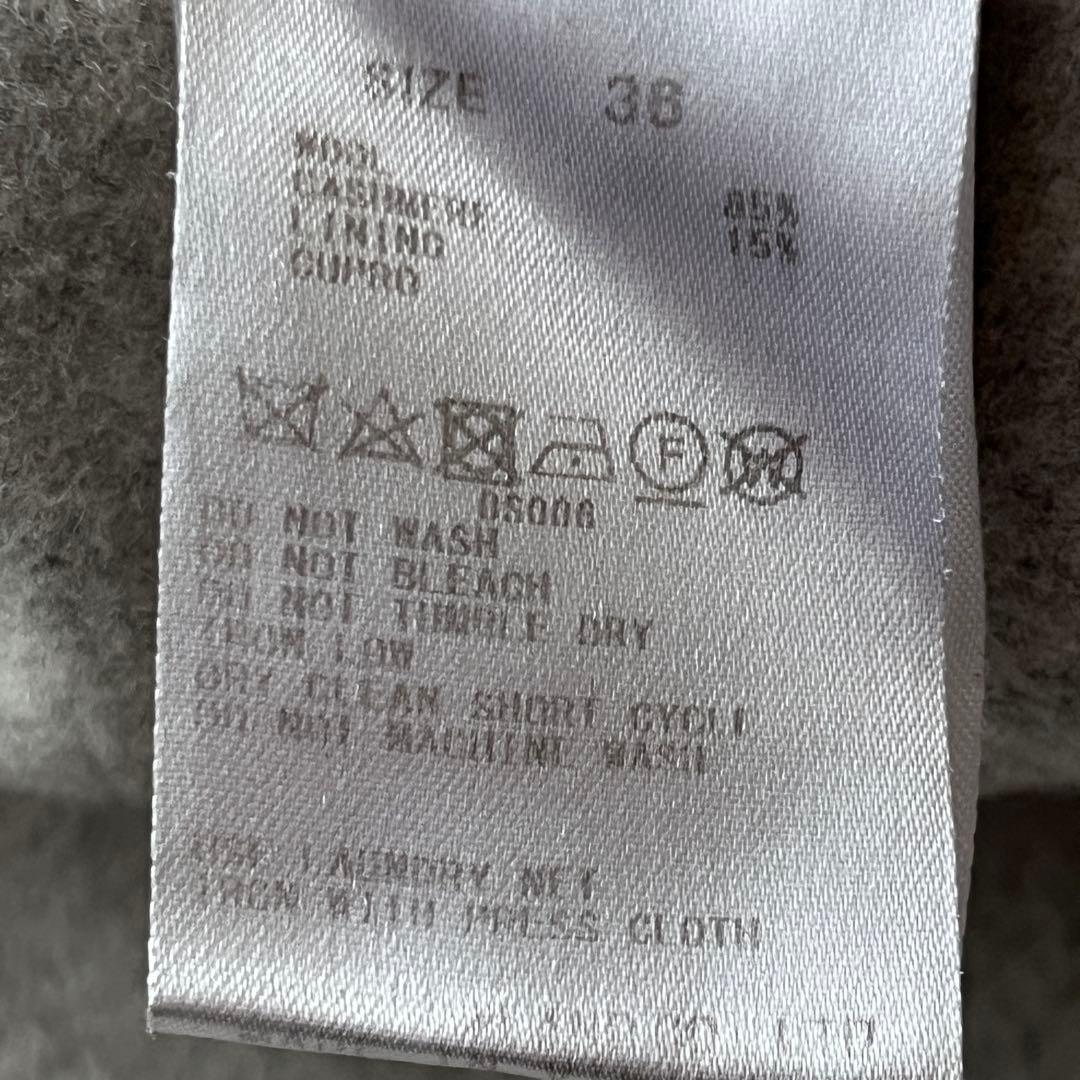 SIZE 36
WOOL 85%
CASHMERE 15%
LINING
CUPRO
F
W
DS006
DO NOT WASH
DO NOT BLEACH
DO NOT TUMBLE DRY
IRON LOW
DRY CLEAN SHORT CYCLE
DO NOT MACHINE WASH
USE LAUNDRY NET
IRON WITH PRESS CLOTH
LTD